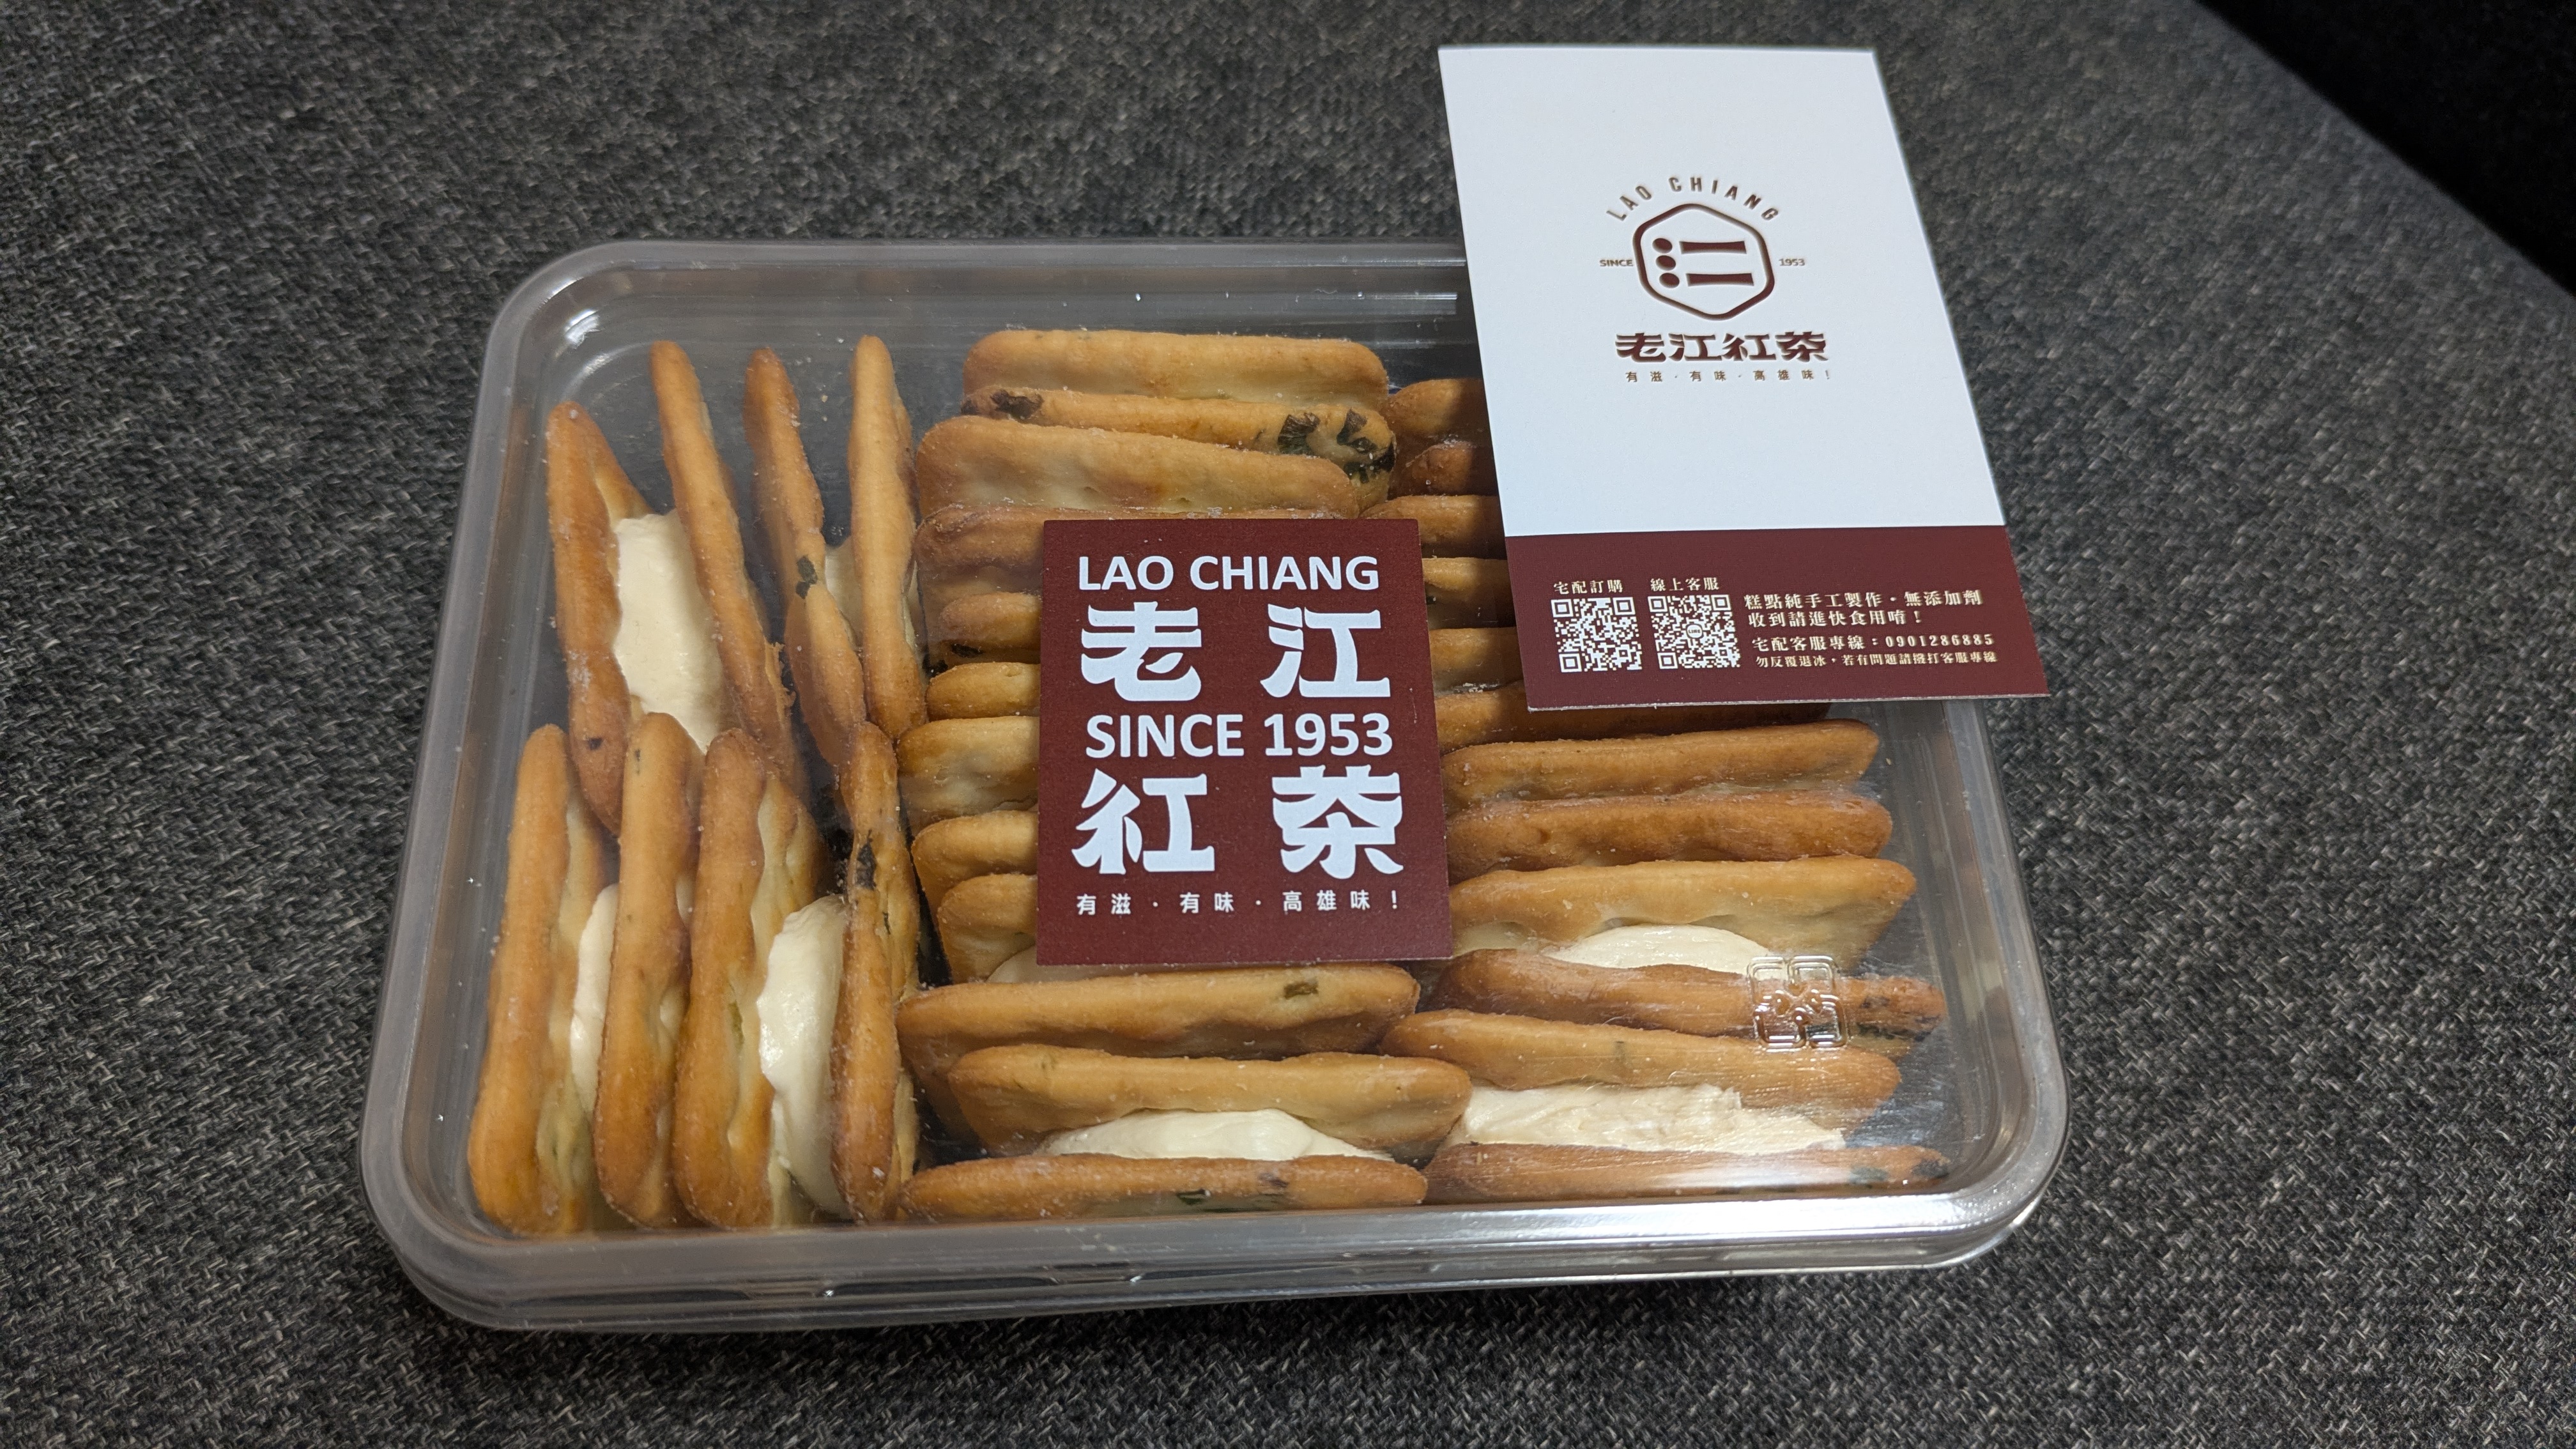 LAO CHIANG
SINCE 1953
老江紅茶
有滋·有味·高雄味!
宅配訂購 線上客服
糕點純手工製作·無添加劑
收到請進快食用唷!
宅配客服專線:0901286885
勿反覆退冰,若有問題請撥打客服專線
LAO CHIANG
老江
SINCE 1953
紅茶
有滋·有味·高雄味!